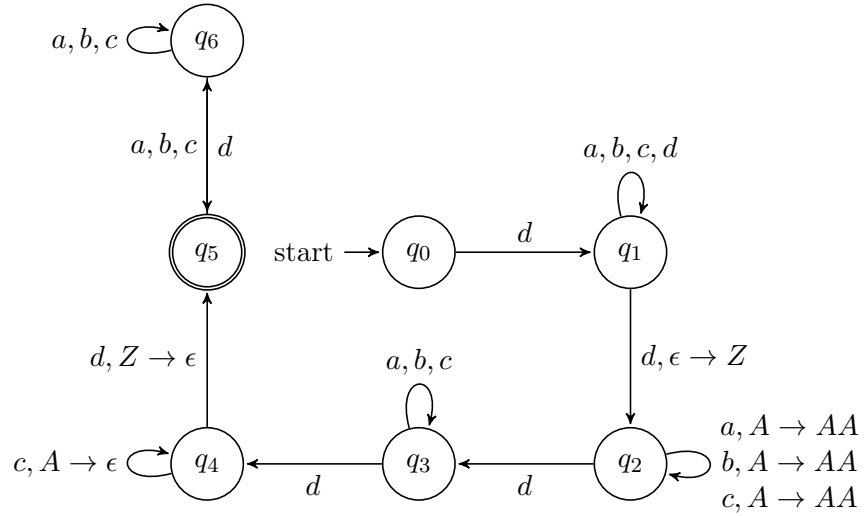 a, b, c
q6
a, b, c
d
a, b, c, d
q5
start
q0
d
q1
d, Z → ϵ
a, b, c
d, ϵ → Z
a, A → AA
c, A → ϵ
q4
d
q3
d
q2
b, A → AA
c, A → AA